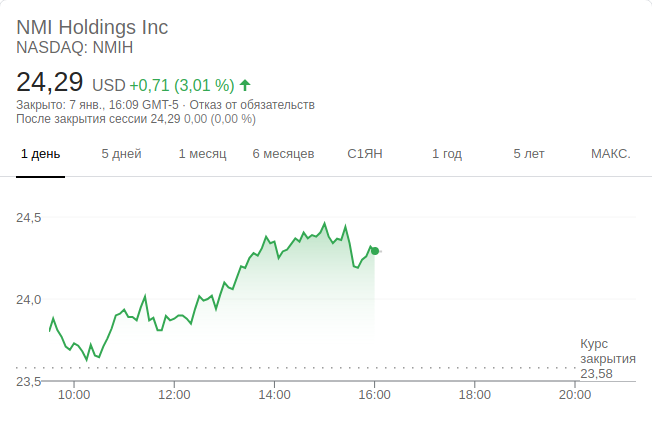 NMI Holdings Inc
NASDAQ: NMIH
24,29 USD +0,71 (3,01 %)
Закрыто: 7 янв., 16:09 GMT-5 · Отказ от обязательств
После закрытия сессии 24,29 0,00 (0,00 %)
1 день 5 дней 1 месяц 6 месяцев С1ЯН 1 год 5 лет МАКС.
24,5
24,0
Курс
закрытия
23,58
23,5
10:00 12:00 14:00 16:00 18:00 20:00